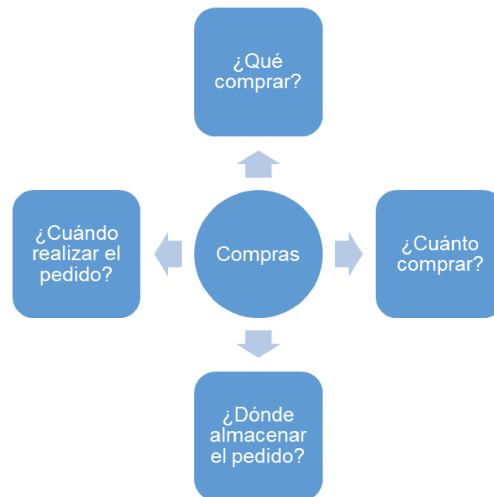 ¿Qué
comprar?
¿Cuándo
realizar el
pedido?
Compras
¿Cuánto
comprar?
¿Dónde
almacenar
el pedido?